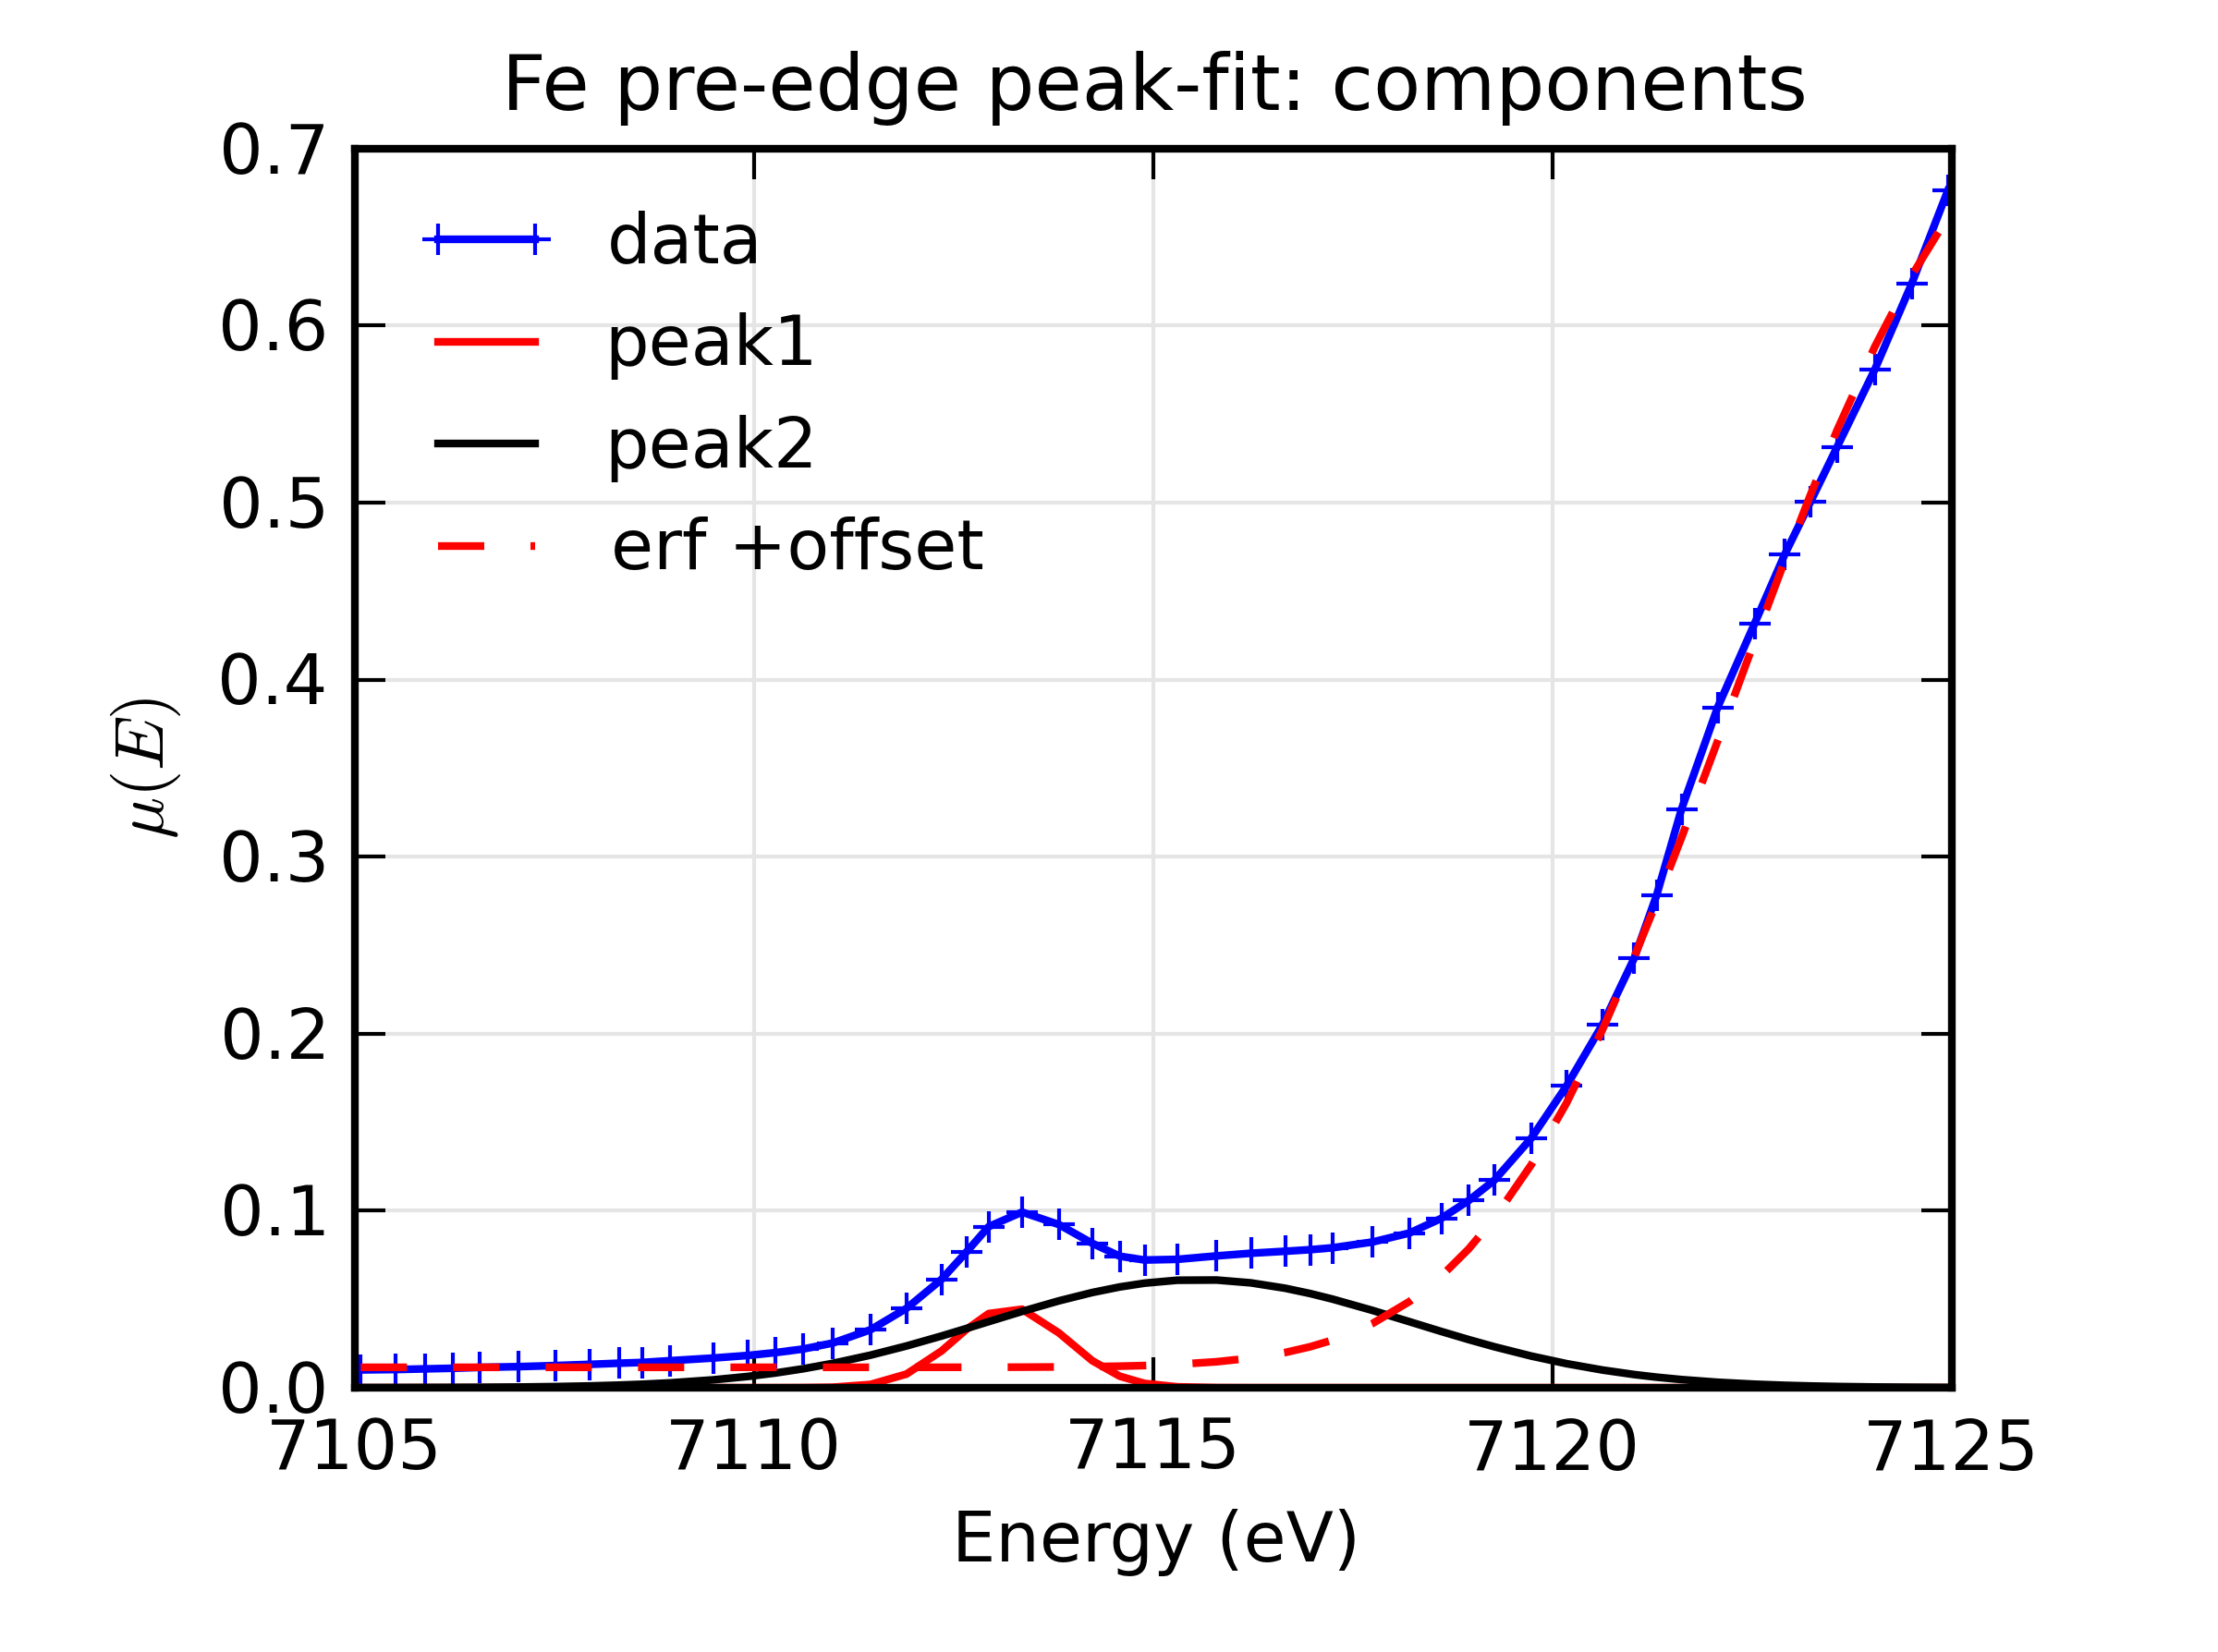 Fe pre-edge peak-fit: components
0.7
0.6
0.5
0.4
0.3
0.2
0.1
0.0
μ(E)
data
peak1
peak2
erf +offset
7105 7110 7115 7120 7125
Energy (eV)